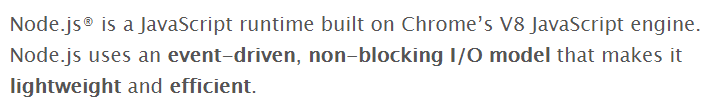 Node.js® is a JavaScript runtime built on Chrome’s V8 JavaScript engine.
Node.js uses an event-driven, non-blocking I/O model that makes it
lightweight and efficient.